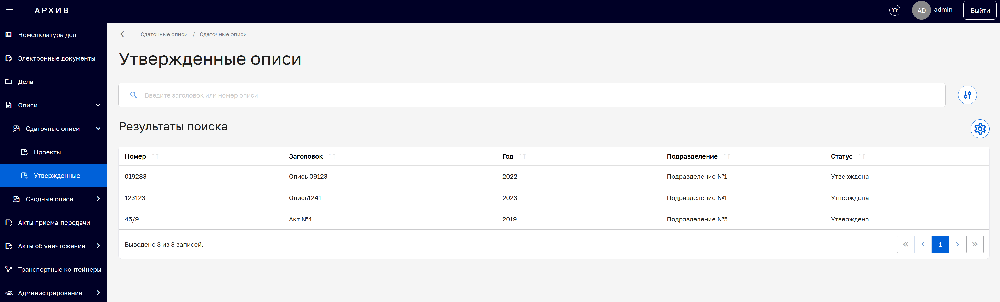 АРХИВ
AD
admin
Выйти
Номенклатура дел
Электронные документы
Дела
Описи
Сдаточные описи
Проекты
Утвержденные
Сводные описи
Акты приема-передачи
Акты об уничтожении
Транспортные контейнеры
Администрирование
Сдаточные описи / Сдаточные описи
Утвержденные описи
Введите заголовок или номер описи
Результаты поиска
Номер Заголовок Год Подразделение Статус
019283 Опись 09123 2022 Подразделение №1 Утверждена
123123 Опись1241 2023 Подразделение №1 Утверждена
45/9 Акт №4 2019 Подразделение №5 Утверждена
Выведено 3 из 3 записей.
1